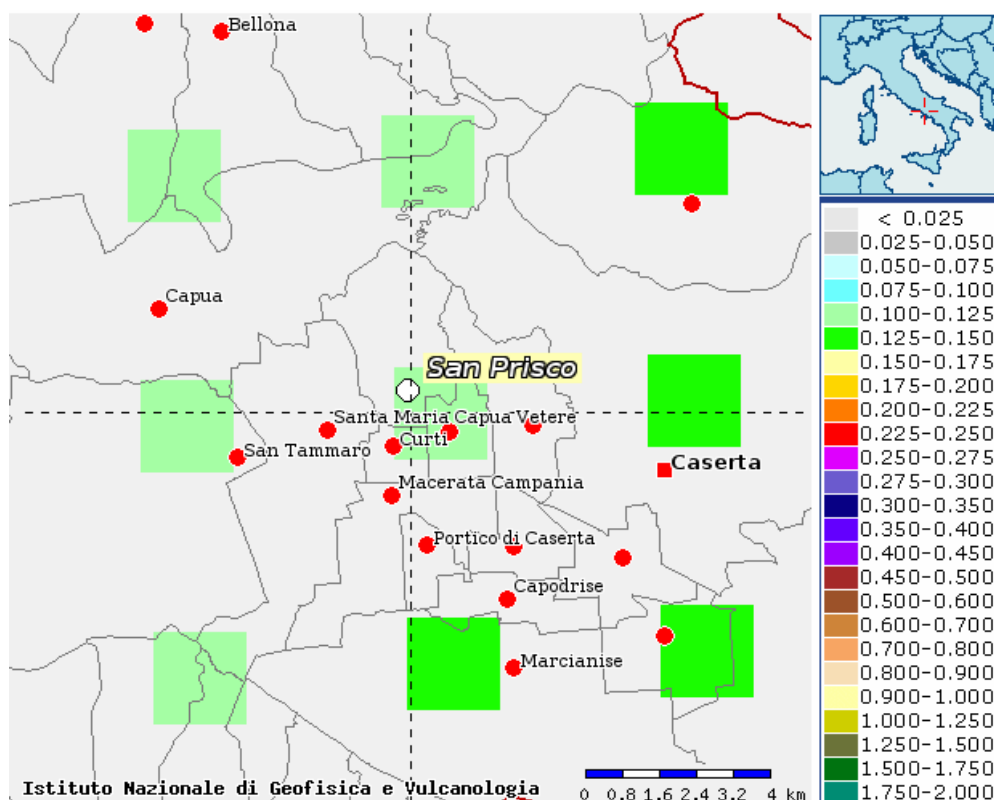 Bellona
Capua
San Prisco
Santa Maria Capua Vetere
Curti
San Tammaro
Caserta
Macerata Campania
Portico di Caserta
Capodrise
Marcianise
Istituto Nazionale di Geofisica e Vulcanologia
0 0.8 1.6 2.4 3.2 4 km
< 0.025
0.025-0.050
0.050-0.075
0.075-0.100
0.100-0.125
0.125-0.150
0.150-0.175
0.175-0.200
0.200-0.225
0.225-0.250
0.250-0.275
0.275-0.300
0.300-0.350
0.350-0.400
0.400-0.450
0.450-0.500
0.500-0.600
0.600-0.700
0.700-0.800
0.800-0.900
0.900-1.000
1.000-1.250
1.250-1.500
1.500-1.750
1.750-2.000